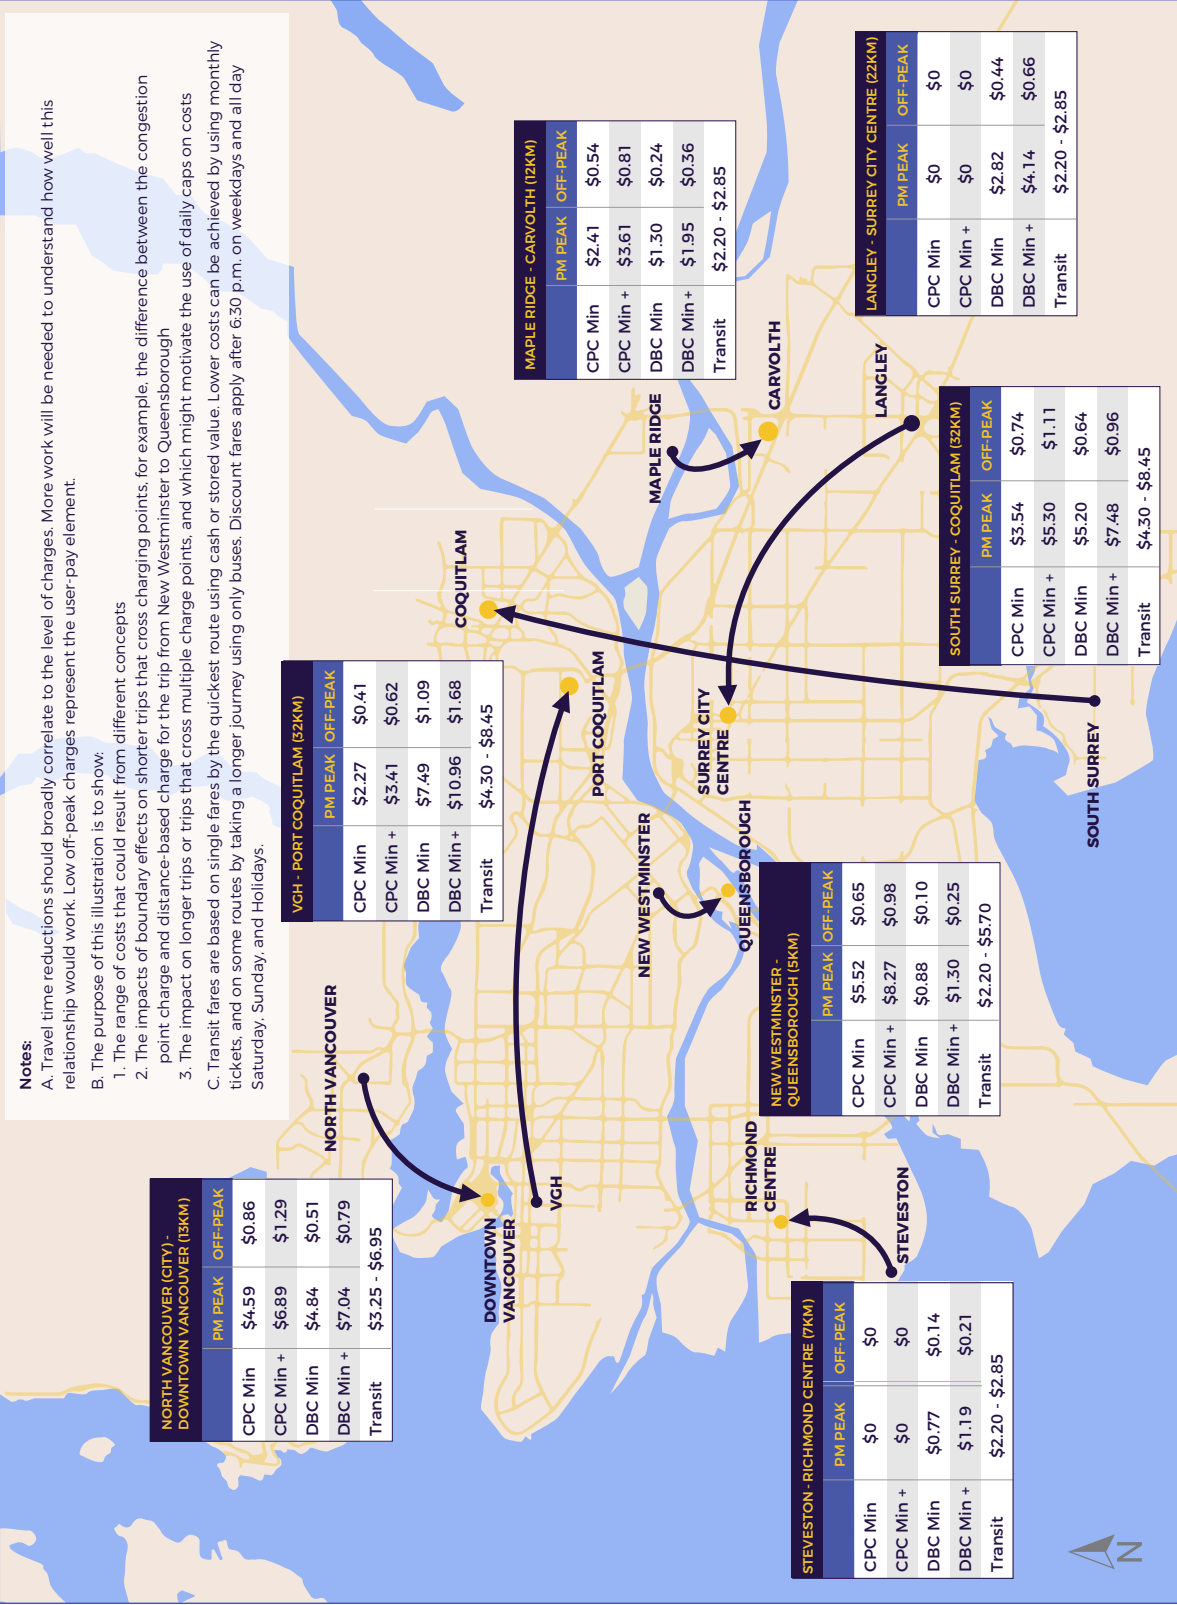 Notes:
A. Travel time reductions should broadly correlate to the level of charges. More work will be needed to understand how well this
relationship would work. Low off-peak charges represent the user-pay element.
B. The purpose of this illustration is to show:
1. The range of costs that could result from different concepts
2. The impacts of boundary effects on shorter trips that cross charging points, for example, the difference between the congestion
point charge and distance-based charge for the trip from New Westminster to Queensborough
3. The impact on longer trips or trips that cross multiple charge points, and which might motivate the use of daily caps on costs
C. Transit fares are based on single fares by the quickest route using cash or stored value. Lower costs can be achieved by using monthly
tickets, and on some routes by taking a longer journey using only buses. Discount fares apply after 6:30 p.m. on weekdays and all day
Saturday, Sunday, and Holidays.
NORTH VANCOUVER (CITY) -
DOWNTOWN VANCOUVER (13KM)
PM PEAK OFF-PEAK
CPC Min $4.59 $0.86
CPC Min + $6.89 $1.29
DBC Min $4.84 $0.51
DBC Min + $7.04 $0.79
Transit $3.25 - $6.95
VGH - PORT COQUITLAM (32KM)
PM PEAK OFF-PEAK
CPC Min $2.27 $0.41
CPC Min + $3.41 $0.62
DBC Min $7.49 $1.09
DBC Min + $10.96 $1.68
Transit $4.30 - $8.45
MAPLE RIDGE - CARVOLTH (12KM)
PM PEAK OFF-PEAK
CPC Min $2.41 $0.54
CPC Min + $3.61 $0.81
DBC Min $1.30 $0.24
DBC Min + $1.95 $0.36
Transit $2.20 - $2.85
NORTH VANCOUVER
COQUITLAM
DOWNTOWN
VANCOUVER
VGH
PORT COQUITLAM
MAPLE RIDGE
NEW WESTMINSTER
SURREY CITY
CENTRE
CARVOLTH
QUEENSBOROUGH
RICHMOND
CENTRE
LANGLEY
STEVESTON
SOUTH SURREY
STEVESTON - RICHMOND CENTRE (7KM)
PM PEAK OFF-PEAK
CPC Min $0 $0
CPC Min + $0 $0
DBC Min $0.77 $0.14
DBC Min + $1.19 $0.21
Transit $2.20 - $2.85
NEW WESTMINSTER -
QUEENSBOROUGH (5KM)
PM PEAK OFF-PEAK
CPC Min $5.52 $0.65
CPC Min + $8.27 $0.98
DBC Min $0.88 $0.10
DBC Min + $1.30 $0.25
Transit $2.20 - $5.70
SOUTH SURREY - COQUITLAM (32KM)
PM PEAK OFF-PEAK
CPC Min $3.54 $0.74
CPC Min + $5.30 $1.11
DBC Min $5.20 $0.64
DBC Min + $7.48 $0.96
Transit $4.30 - $8.45
LANGLEY - SURREY CITY CENTRE (22KM)
PM PEAK OFF-PEAK
CPC Min $0 $0
CPC Min + $0 $0
DBC Min $2.82 $0.44
DBC Min + $4.14 $0.66
Transit $2.20 - $2.85
N